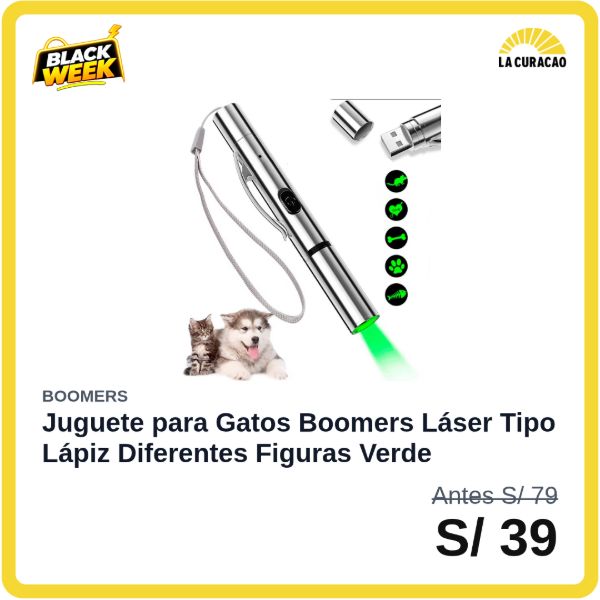 BLACK
WEEK
LA CURACAO
BOOMERS
Juguete para Gatos Boomers Láser Tipo
Lápiz Diferentes Figuras Verde
Antes S/ 79
S/ 39